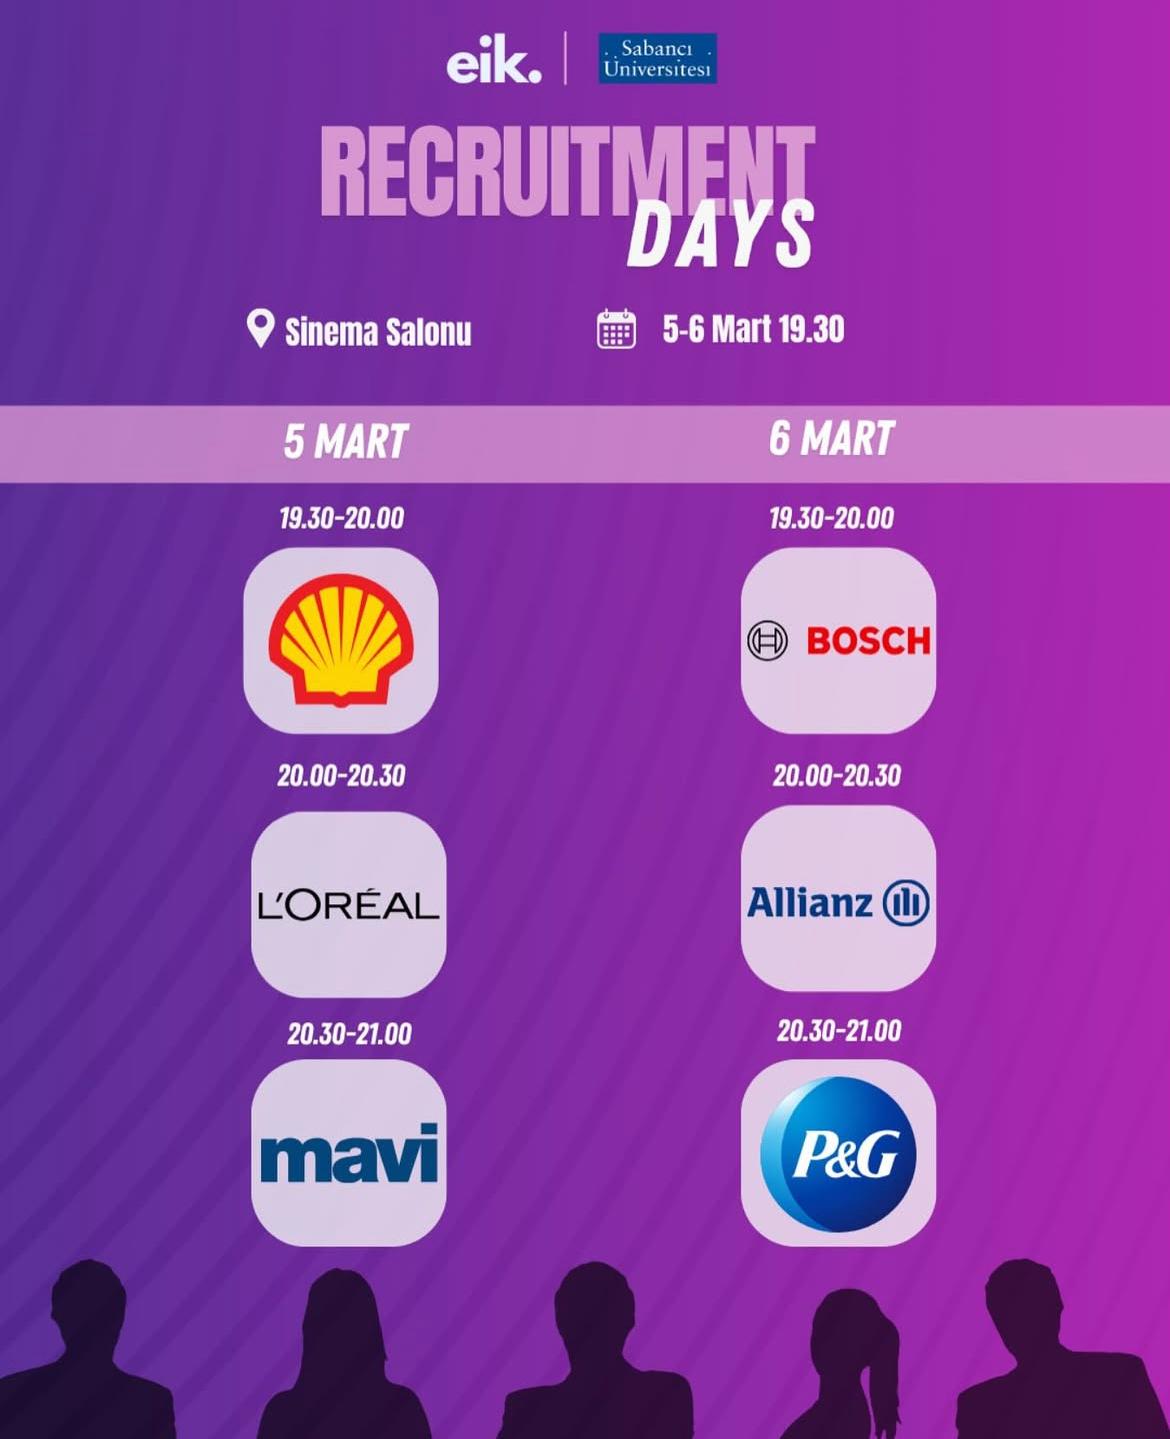 eik.
Sabancı
Üniversitesi
RECRUITMENT
DAYS
Sinema Salonu
5-6 Mart 19.30
5 MART
6 MART
19.30-20.00
19.30-20.00
BOSCH
20.00-20.30
20.00-20.30
L'ORÉAL
Allianz
20.30-21.00
20.30-21.00
mavi
P&G